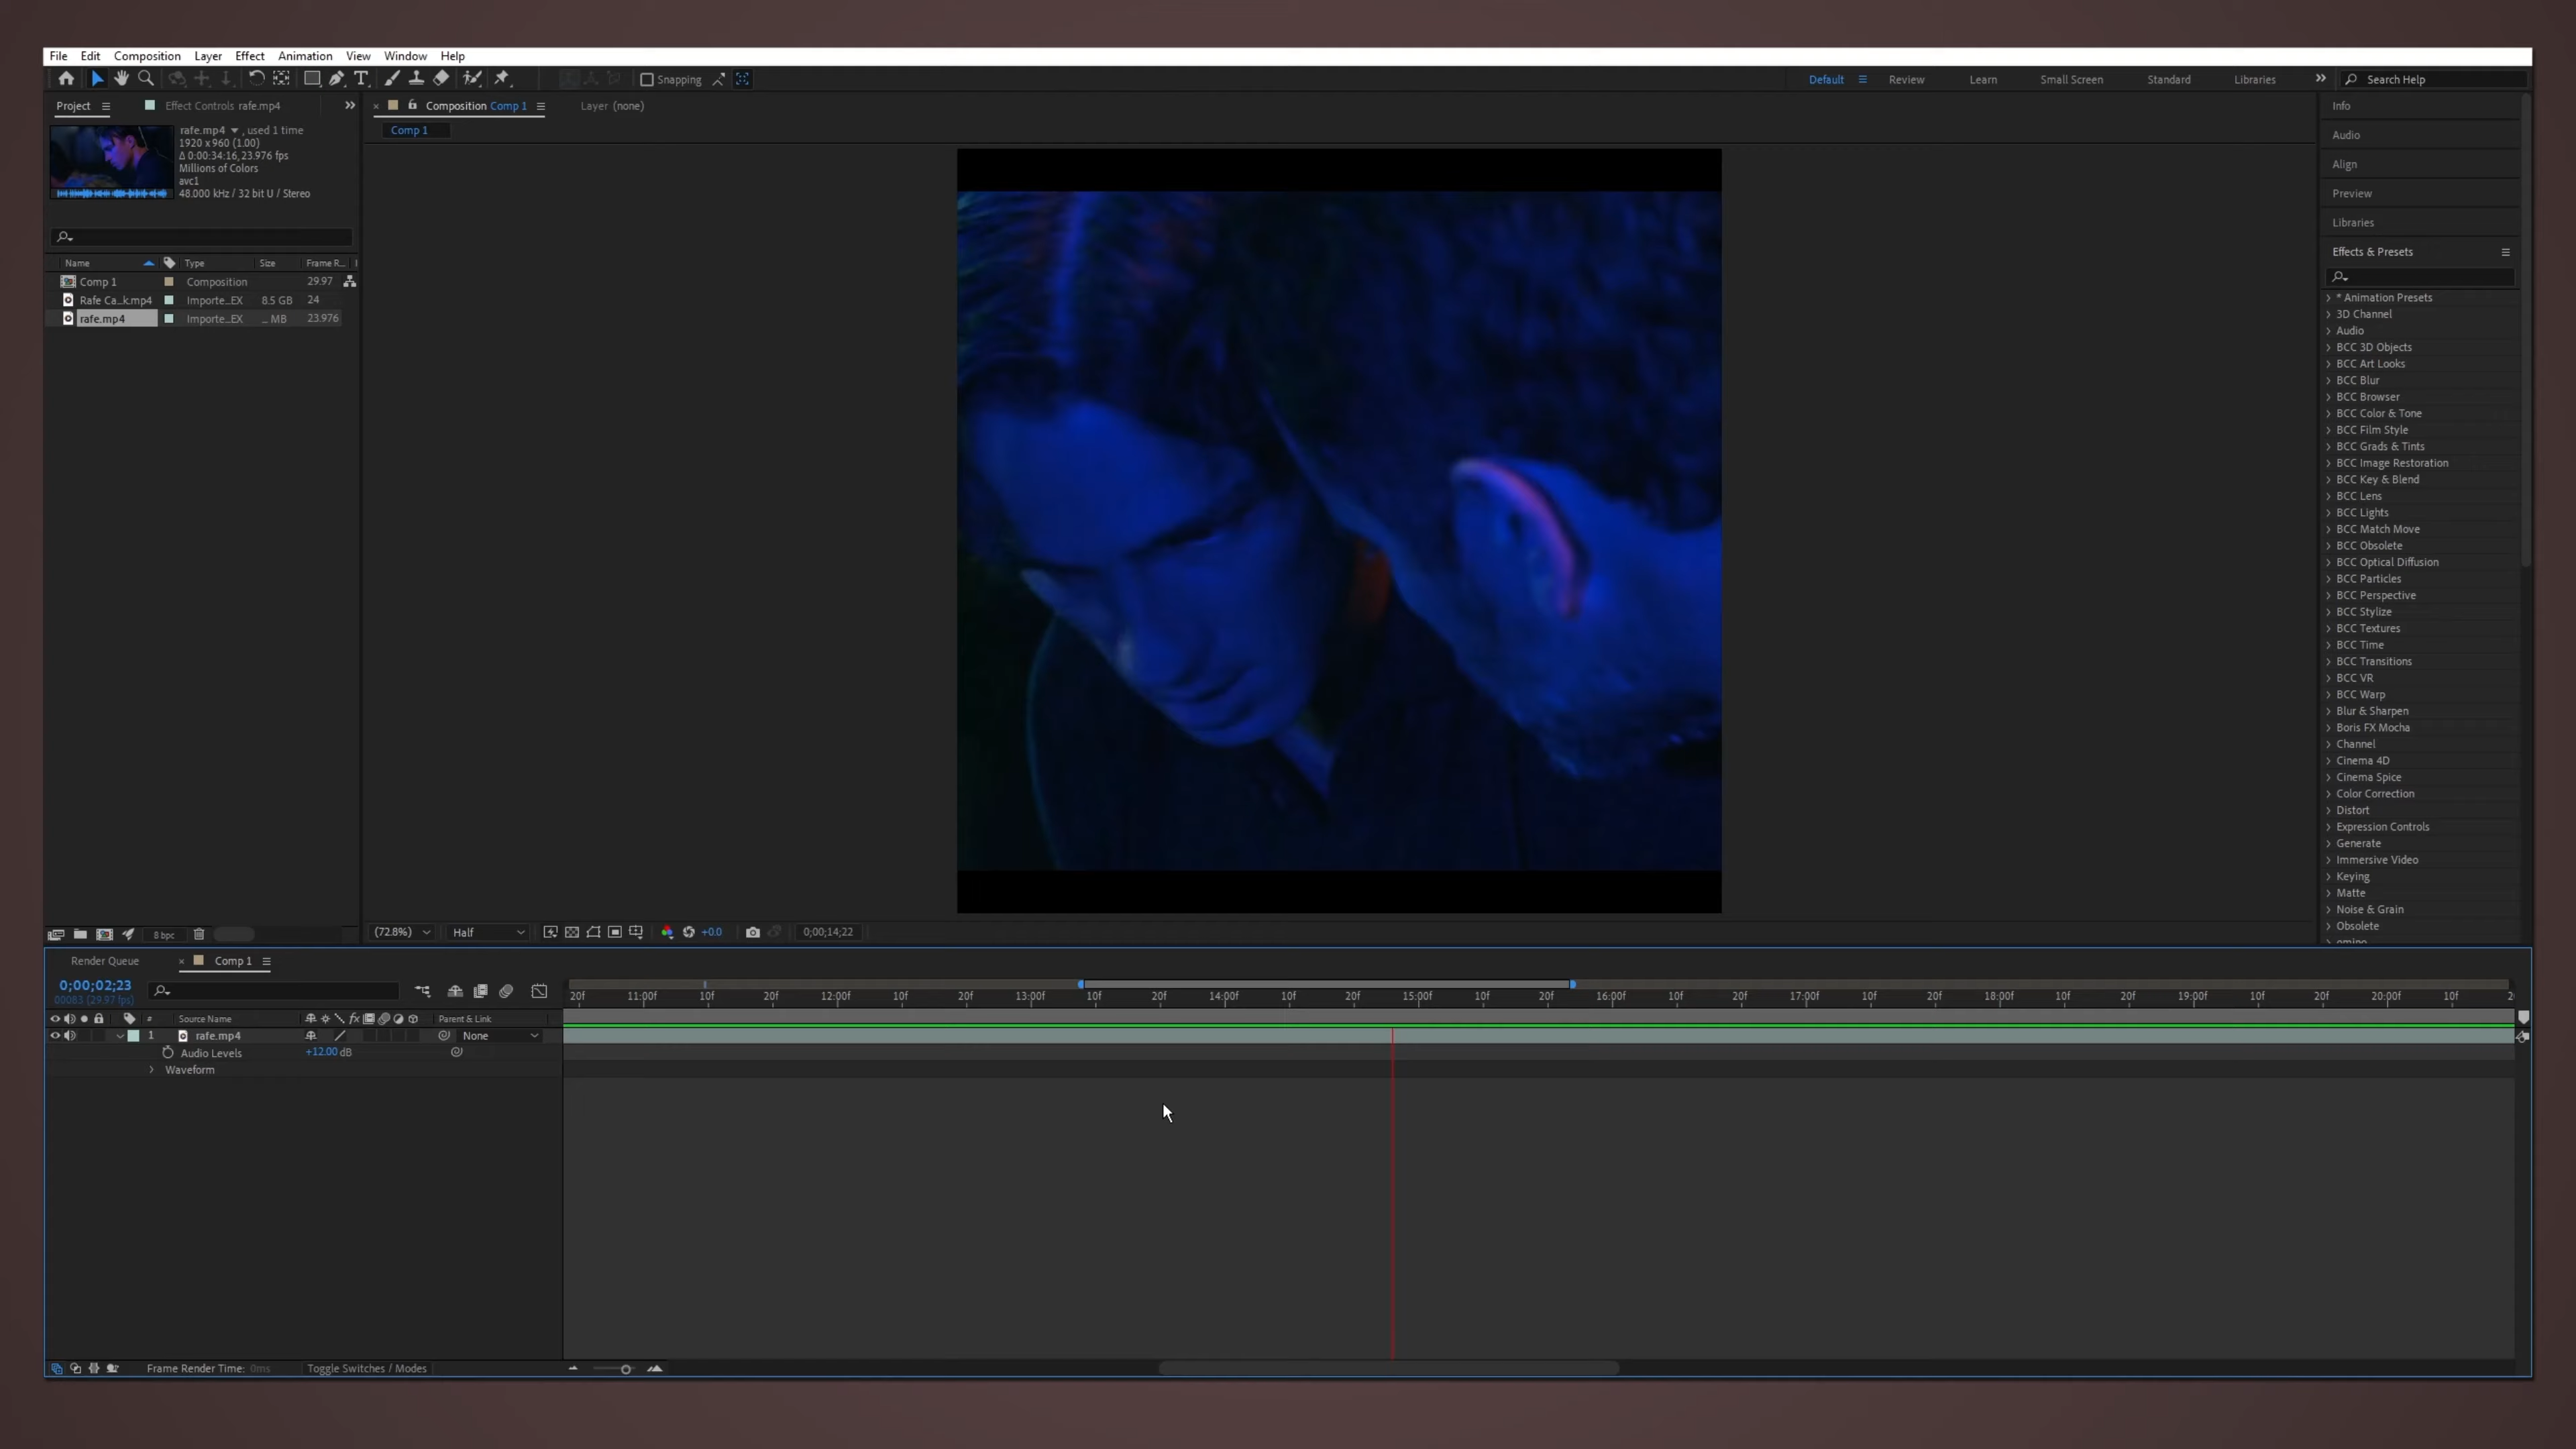 File Edit Composition Layer Effect Animation View Window Help
Snapping
Default Review Learn Small Screen Standard Libraries Search Help
Project Effect Controls rafe.mp4
Composition Comp 1 Layer (none)
Comp 1
rafe.mp4 , used 1 time
1920 x 960 (1.00)
Δ 0:00:34:16, 23.976 fps
Millions of Colors
avc1
48.000 kHz / 32 bit U / Stereo
Name Type Size Frame R...
Comp 1 Composition 29.97
Rafe Ca...k.mp4 Importe...EX 8.5 GB 24
rafe.mp4 Importe...EX ... MB 23.976
8 bpc
(72.8%) Half +0.0 0;00;14;22
Info
Audio
Align
Preview
Libraries
Effects & Presets
* Animation Presets
3D Channel
Audio
BCC 3D Objects
BCC Art Looks
BCC Blur
BCC Browser
BCC Color & Tone
BCC Film Style
BCC Grads & Tints
BCC Image Restoration
BCC Key & Blend
BCC Lens
BCC Lights
BCC Match Move
BCC Obsolete
BCC Optical Diffusion
BCC Particles
BCC Perspective
BCC Stylize
BCC Textures
BCC Time
BCC Transitions
BCC VR
BCC Warp
Blur & Sharpen
Boris FX Mocha
Channel
Cinema 4D
Cinema Spice
Color Correction
Distort
Expression Controls
Generate
Immersive Video
Keying
Matte
Noise & Grain
Obsolete
Render Queue Comp 1
0;00;02;23
00083 (29.97 fps)
20f 11:00f 10f 20f 12:00f 10f 20f 13:00f 10f 20f 14:00f 10f 20f 15:00f 10f 20f 16:00f 10f 20f 17:00f 10f 20f 18:00f 10f 20f 19:00f 10f 20f 20:00f 10f
# Source Name fx Parent & Link
1 rafe.mp4 None
Audio Levels +12.00 dB
Waveform
Frame Render Time: 0ms Toggle Switches / Modes